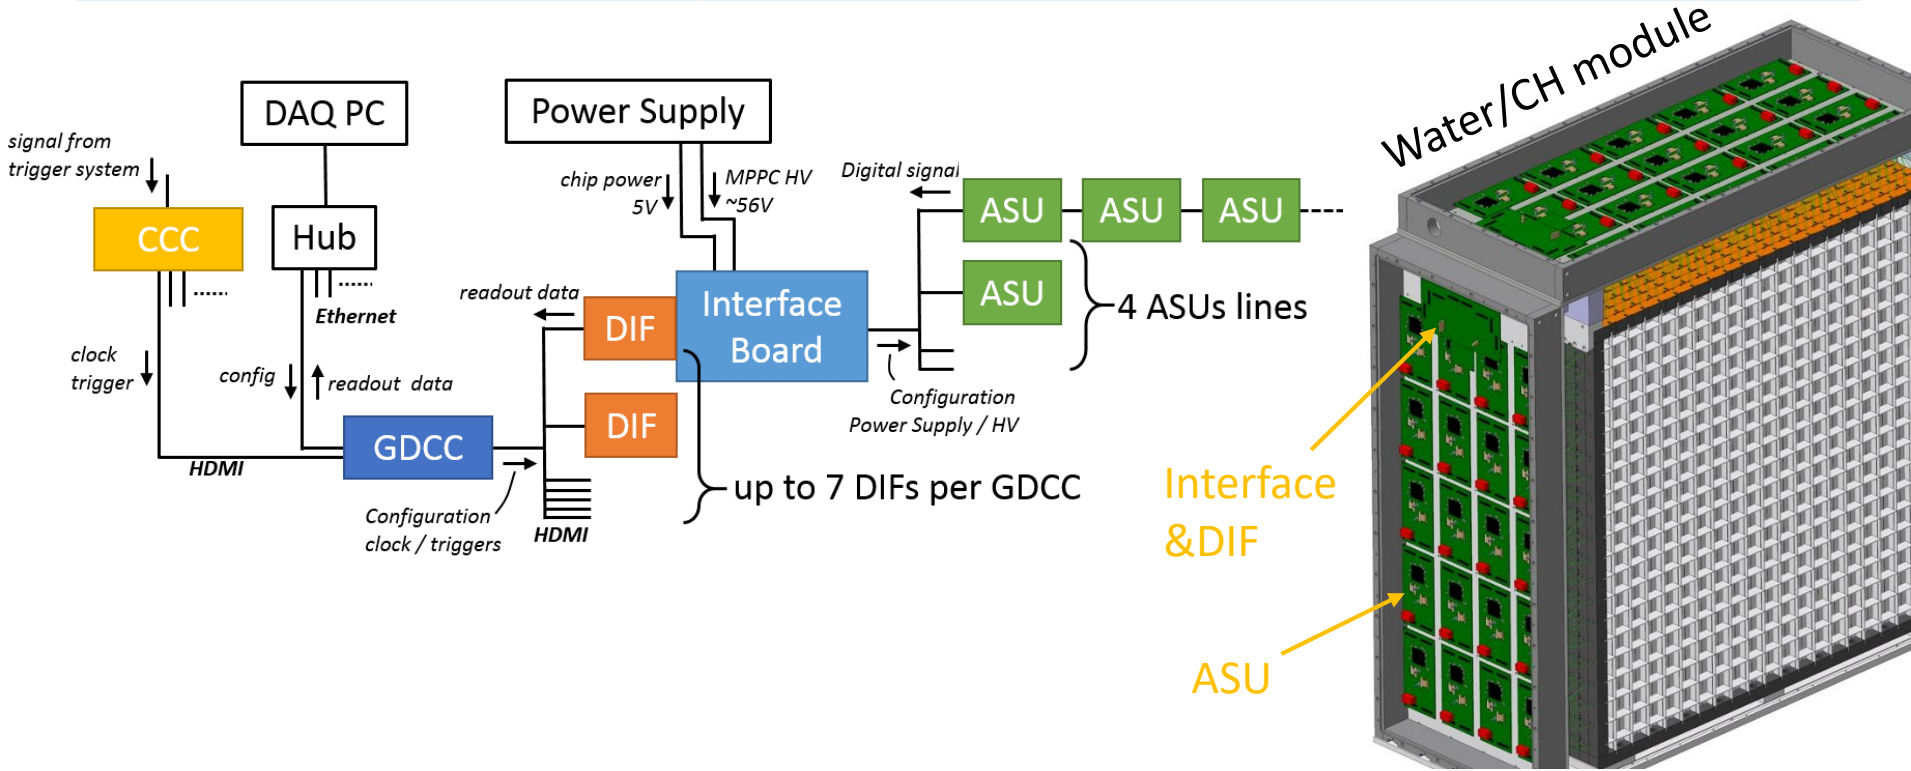 Water/CH module
DAQ PC
Power Supply
signal from
trigger system
CCC
Hub
Ethernet
chip power
5V
MPPC HV
~56V
Digital signal
ASU
ASU
ASU
ASU
4 ASUs lines
readout data
DIF
Interface
Board
clock
trigger
config
readout data
Configuration
Power Supply / HV
DIF
GDCC
HDMI
up to 7 DIFs per GDCC
Configuration
clock / triggers
HDMI
Interface
&DIF
ASU